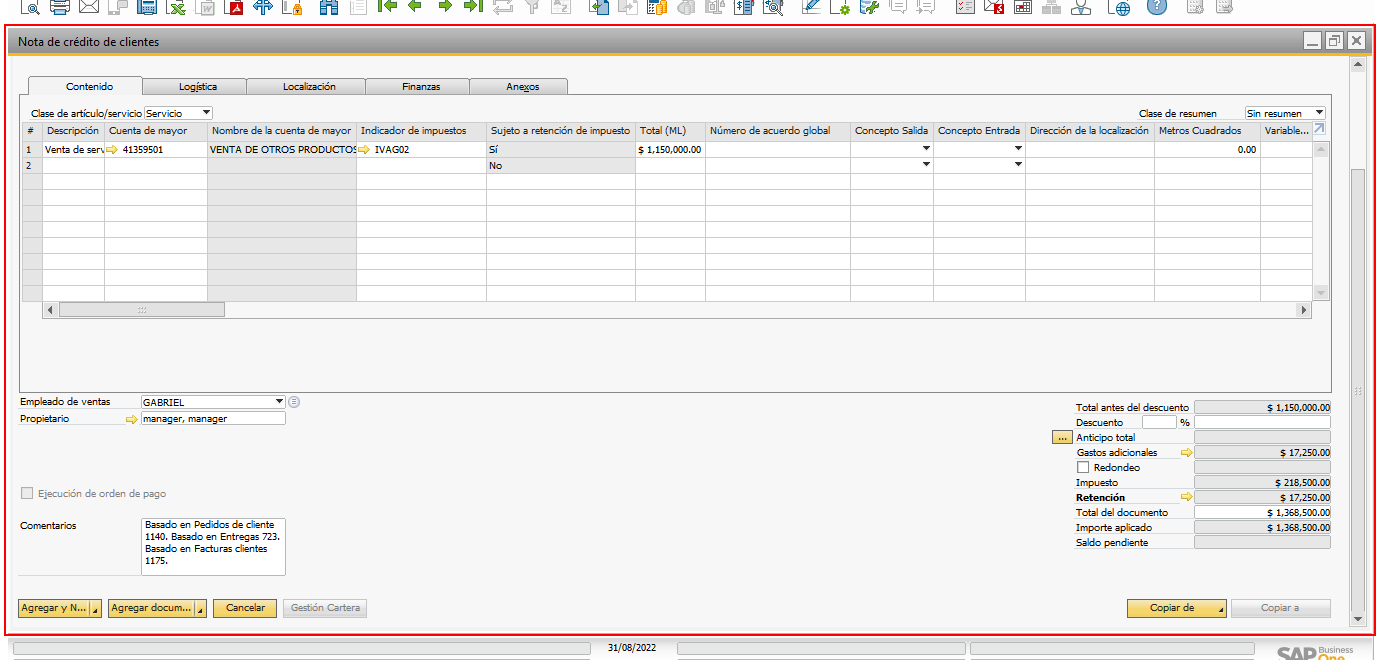 Nota de crédito de clientes
Contenido Logística Localización Finanzas Anexos
Clase de artículo/servicio Servicio Clase de resumen Sin resumen
# Descripción Cuenta de mayor Nombre de la cuenta de mayor Indicador de impuestos Sujeto a retención de impuesto Total (ML) Número de acuerdo global Concepto Salida Concepto Entrada Dirección de la localización Metros Cuadrados Variable...
1 Venta de serv 41359501 VENTA DE OTROS PRODUCTOS IVAG02 Sí $ 1,150,000.00 0.00
2 No
Empleado de ventas GABRIEL
Propietario manager, manager
Total antes del descuento $ 1,150,000.00
Descuento %
... Anticipo total
Gastos adicionales $ 17,250.00
Redondeo
Impuesto $ 218,500.00
Retención $ 17,250.00
Total del documento $ 1,368,500.00
Importe aplicado $ 1,368,500.00
Saldo pendiente
Ejecución de orden de pago
Comentarios
Basado en Pedidos de cliente
1140. Basado en Entregas 723.
Basado en Facturas clientes
1175.
Agregar y N... Agregar docum... Cancelar Gestión Cartera Copiar de Copiar a
31/08/2022
SAP Business
One